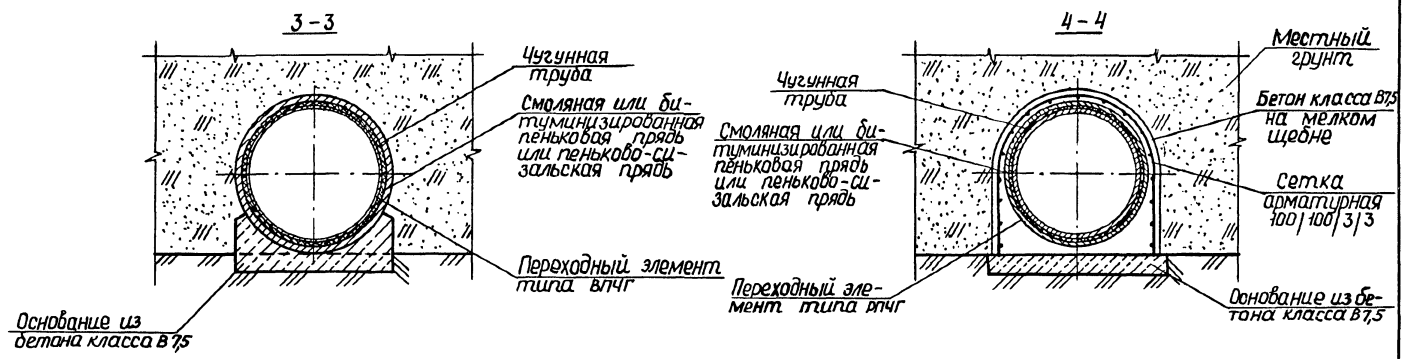 3-3
Чугунная
труба
Смоляная или би-
туминизированная
пеньковая прядь
или пеньково-си-
зальская прядь
Переходный элемент
типа ВПЧГ
Основание из
бетона класса В7,5
4-4
Чугунная
труба
Смоляная или би-
туминизированная
пеньковая прядь
или пеньково-си-
зальская прядь
Переходный эле-
мент типа РПЧГ
Местный
грунт
Бетон класса В7,5
на мелком
щебне
Сетка
арматурная
100/100/3/3
Основание из бе-
тона класса В7,5